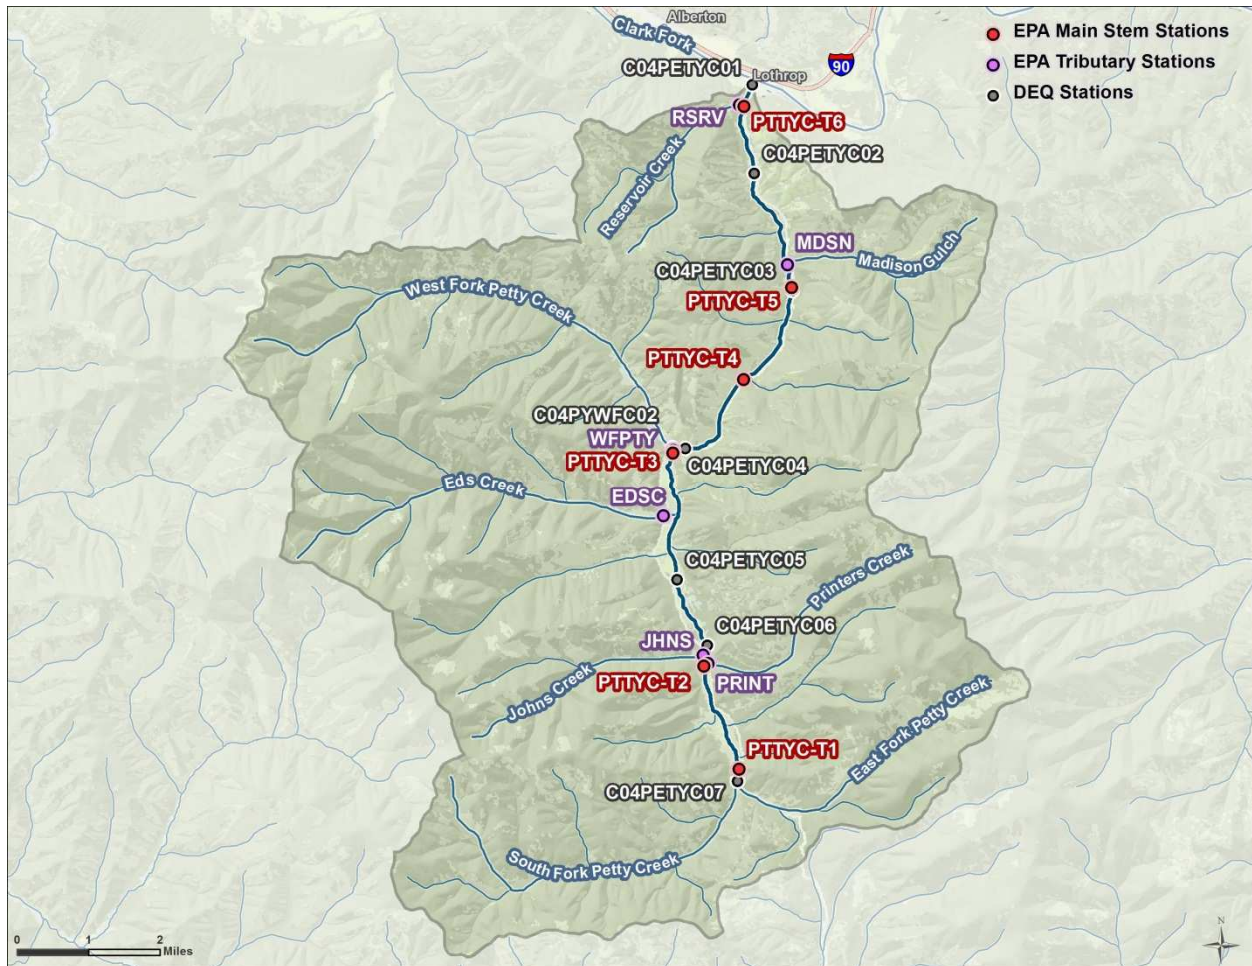 Alberton
Clark Fork
EPA Main Stem Stations
EPA Tributary Stations
DEQ Stations
90
C04PETYC01
Lothrop
RSRV
PTTYC-T6
C04PETYC02
Reservoir Creek
MDSN
Madison Gulch
C04PETYC03
PTTYC-T5
West Fork Petty Creek
PTTYC-T4
C04PYWFC02
WFPTY
PTTYC-T3
C04PETYC04
Eds Creek
EDSC
C04PETYC05
Printers Creek
C04PETYC06
JHNS
PTTYC-T2
PRINT
Johns Creek
East Fork Petty Creek
PTTYC-T1
C04PETYC07
South Fork Petty Creek
0 1 2
Miles
N